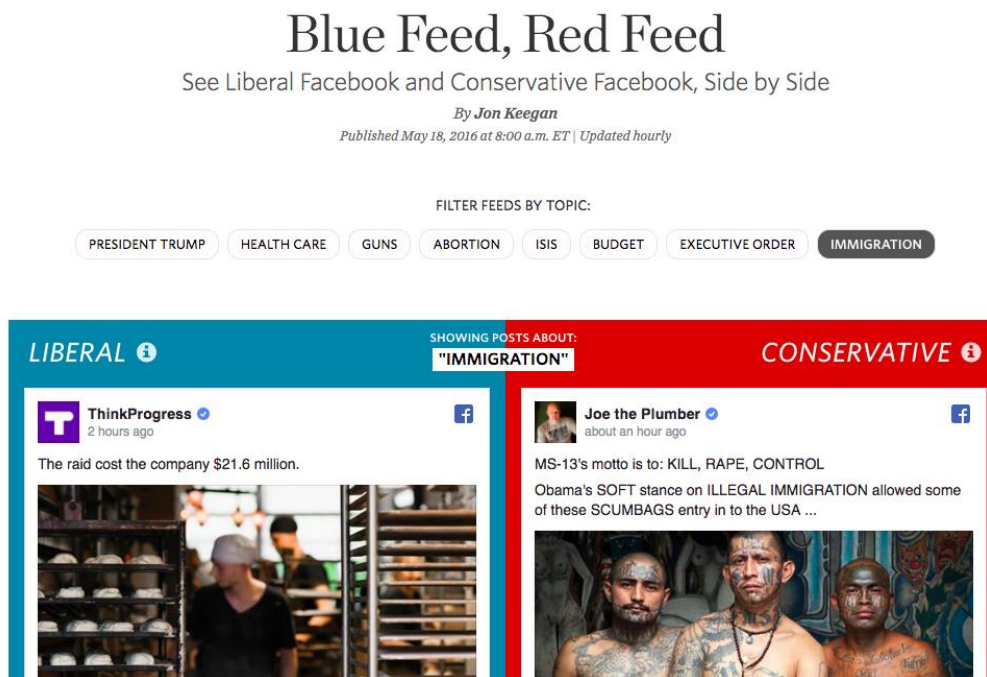 Blue Feed, Red Feed
See Liberal Facebook and Conservative Facebook, Side by Side
By Jon Keegan
Published May 18, 2016 at 8:00 a.m. ET | Updated hourly
FILTER FEEDS BY TOPIC:
PRESIDENT TRUMP HEALTH CARE GUNS ABORTION ISIS BUDGET EXECUTIVE ORDER IMMIGRATION
SHOWING POSTS ABOUT:
"IMMIGRATION"
LIBERAL
ThinkProgress
2 hours ago
The raid cost the company $21.6 million.
CONSERVATIVE
Joe the Plumber
about an hour ago
MS-13's motto is to: KILL, RAPE, CONTROL
Obama's SOFT stance on ILLEGAL IMMIGRATION allowed some
of these SCUMBAGS entry in to the USA ...